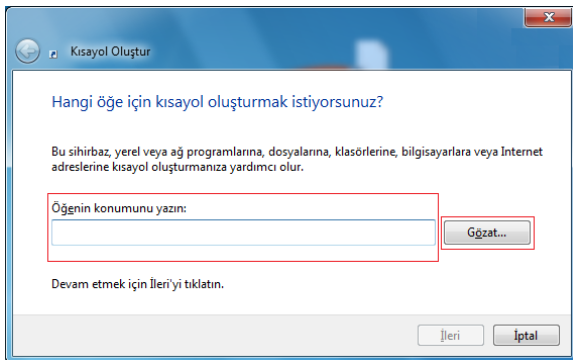 Kısayol Oluştur
Hangi öğe için kısayol oluşturmak istiyorsunuz?
Bu sihirbaz, yerel veya ağ programlarına, dosyalarına, klasörlerine, bilgisayarlara veya Internet
adreslerine kısayol oluşturmanıza yardımcı olur.
Öğenin konumunu yazın:
Gözat...
Devam etmek için İleri'yi tıklatın.
İleri
İptal